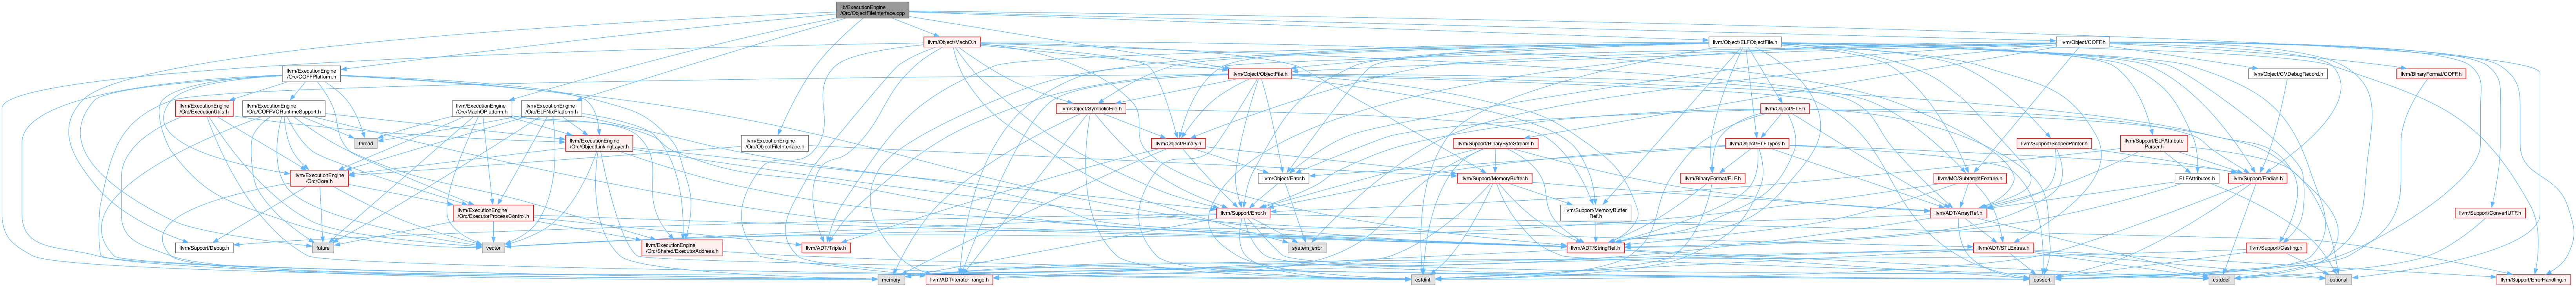 lib/ExecutionEngine
/Orc/ObjectFileInterface.cpp
llvm/Object/MachO.h
llvm/Object/ELFObjectFile.h
llvm/Object/COFF.h
llvm/ExecutionEngine
/Orc/COFFPlatform.h
llvm/Object/ObjectFile.h
llvm/Object/CVDebugRecord.h
llvm/BinaryFormat/COFF.h
llvm/ExecutionEngine
/Orc/ExecutionUtils.h
llvm/ExecutionEngine
/Orc/COFFVCRuntimeSupport.h
llvm/ExecutionEngine
/Orc/MachOPlatform.h
llvm/ExecutionEngine
/Orc/ELFNixPlatform.h
llvm/Object/SymbolicFile.h
llvm/Object/ELF.h
thread
llvm/ExecutionEngine
/Orc/ObjectLinkingLayer.h
llvm/ExecutionEngine
/Orc/ObjectFileInterface.h
llvm/Object/Binary.h
llvm/Support/BinaryByteStream.h
llvm/Object/ELFTypes.h
llvm/Support/ScopedPrinter.h
llvm/Support/ELFAttribute
Parser.h
llvm/ExecutionEngine
/Orc/Core.h
llvm/Object/Error.h
llvm/Support/MemoryBuffer.h
llvm/BinaryFormat/ELF.h
llvm/MC/SubtargetFeature.h
ELFAttributes.h
llvm/Support/Endian.h
llvm/ExecutionEngine
/Orc/ExecutorProcessControl.h
llvm/Support/Error.h
llvm/Support/MemoryBuffer
Ref.h
llvm/ADT/ArrayRef.h
llvm/Support/ConvertUTF.h
llvm/Support/Debug.h
future
vector
llvm/ExecutionEngine
/Orc/Shared/ExecutorAddress.h
llvm/ADT/Triple.h
system_error
llvm/ADT/StringRef.h
llvm/ADT/STLExtras.h
llvm/Support/Casting.h
memory
llvm/ADT/iterator_range.h
cstdint
cassert
cstddef
optional
llvm/Support/ErrorHandling.h